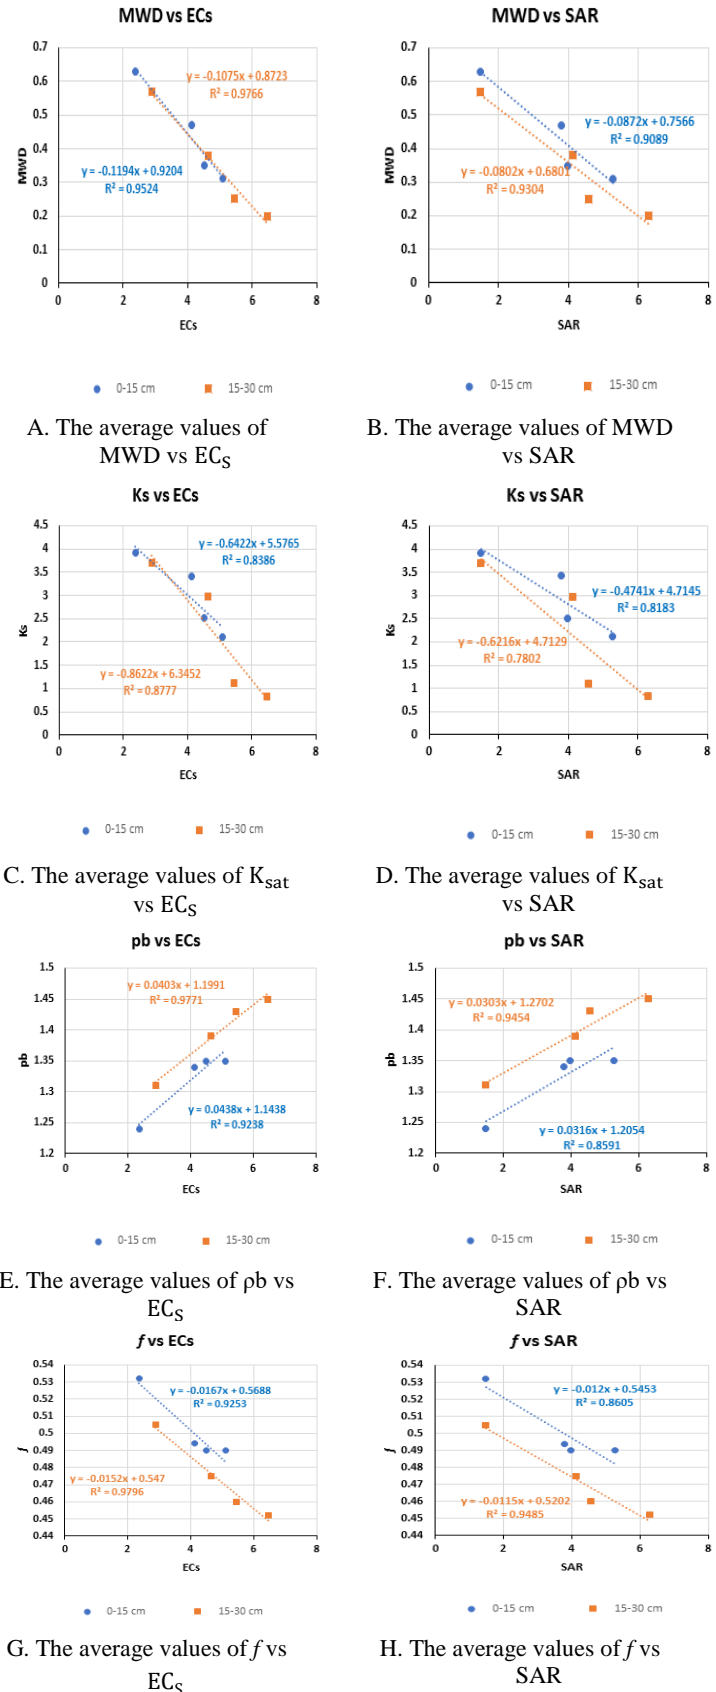 MWD vs ECs
0.7
0.6
0.5
0.4
0.3
0.2
0.1
0
MWD
y = -0.1075x + 0.8723
R² = 0.9766
y = -0.1194x + 0.9204
R² = 0.9524
0 2 4 6 8
ECs
0-15 cm 15-30 cm
A. The average values of
MWD vs ECS
MWD vs SAR
0.7
0.6
0.5
0.4
0.3
0.2
0.1
0
MWD
y = -0.0872x + 0.7566
R² = 0.9089
y = -0.0802x + 0.6801
R² = 0.9304
0 2 4 6 8
SAR
0-15 cm 15-30 cm
B. The average values of MWD
vs SAR
Ks vs ECs
4.5
4
3.5
3
2.5
2
1.5
1
0.5
0
Ks
y = -0.6422x + 5.5765
R² = 0.8386
y = -0.8622x + 6.3452
R² = 0.8777
0 2 4 6 8
ECs
0-15 cm 15-30 cm
C. The average values of Ksat
vs ECS
Ks vs SAR
4.5
4
3.5
3
2.5
2
1.5
1
0.5
0
Ks
y = -0.4741x + 4.7145
R² = 0.8183
y = -0.6216x + 4.7129
R² = 0.7802
0 2 4 6 8
SAR
0-15 cm 15-30 cm
D. The average values of Ksat
vs SAR
pb vs ECs
1.5
1.45
1.4
1.35
1.3
1.25
1.2
pb
y = 0.0403x + 1.1991
R² = 0.9771
y = 0.0438x + 1.1438
R² = 0.9238
0 2 4 6 8
ECs
0-15 cm 15-30 cm
E. The average values of ρb vs
ECS
pb vs SAR
1.5
1.45
1.4
1.35
1.3
1.25
1.2
pb
y = 0.0303x + 1.2702
R² = 0.9454
y = 0.0316x + 1.2054
R² = 0.8591
0 2 4 6 8
SAR
0-15 cm 15-30 cm
F. The average values of ρb vs
SAR
f vs ECs
0.54
0.53
0.52
0.51
0.5
0.49
0.48
0.47
0.46
0.45
0.44
f
y = -0.0167x + 0.5688
R² = 0.9253
y = -0.0152x + 0.547
R² = 0.9796
0 2 4 6 8
ECs
0-15 cm 15-30 cm
G. The average values of f vs
ECS
f vs SAR
0.54
0.53
0.52
0.51
0.5
0.49
0.48
0.47
0.46
0.45
0.44
f
y = -0.012x + 0.5453
R² = 0.8605
y = -0.0115x + 0.5202
R² = 0.9485
0 2 4 6 8
SAR
0-15 cm 15-30 cm
H. The average values of f vs
SAR